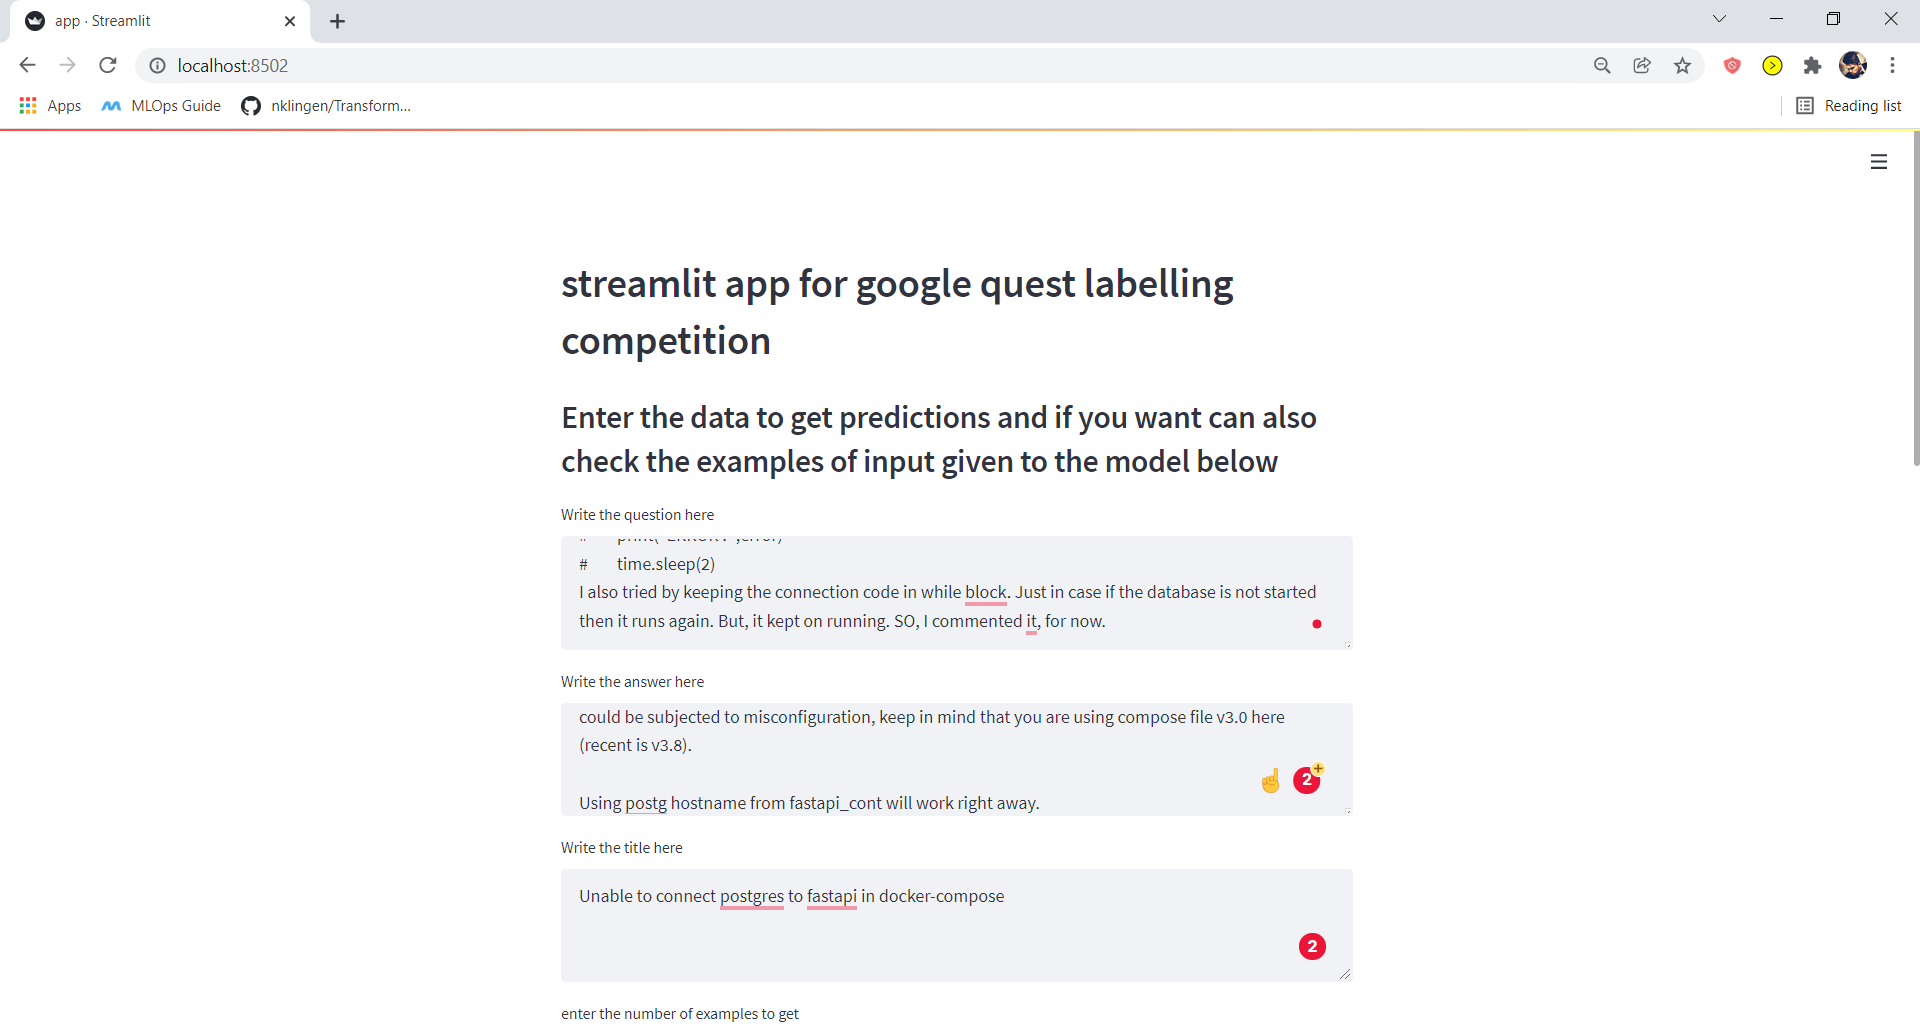 app · Streamlit
localhost:8502
Apps
MLOps Guide
nklingen/Transform...
Reading list
streamlit app for google quest labelling
competition
Enter the data to get predictions and if you want can also
check the examples of input given to the model below
Write the question here
# time.sleep(2)
I also tried by keeping the connection code in while block. Just in case if the database is not started
then it runs again. But, it kept on running. SO, I commented it, for now.
Write the answer here
could be subjected to misconfiguration, keep in mind that you are using compose file v3.0 here
(recent is v3.8).
2
Using postg hostname from fastapi_cont will work right away.
Write the title here
Unable to connect postgres to fastapi in docker-compose
2
enter the number of examples to get